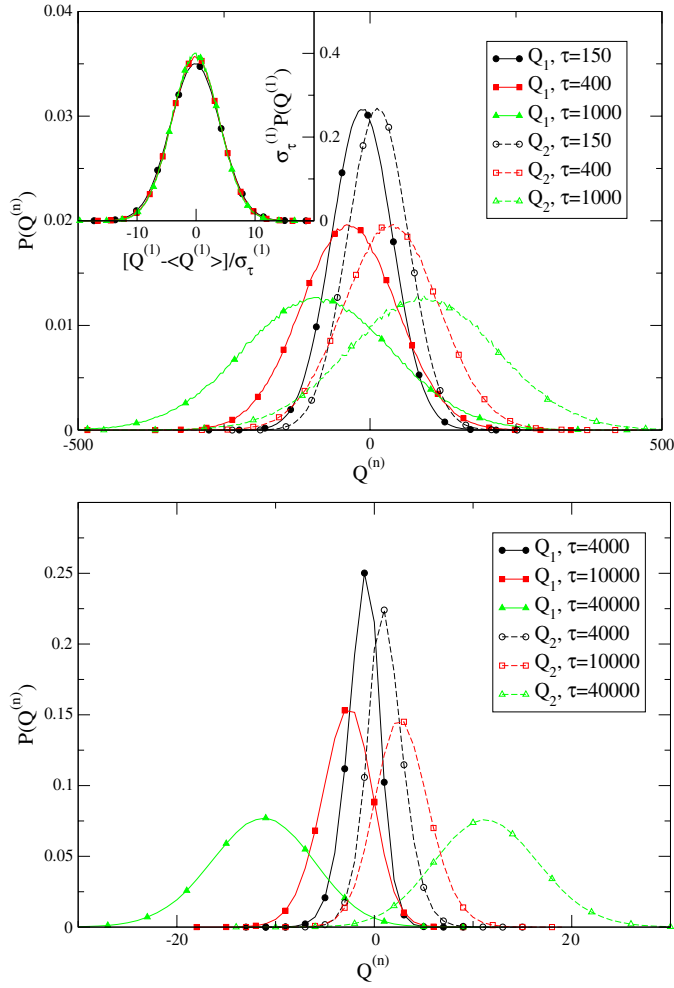 0.04
0.03
0.02
0.01
0
P(Q^(n))
-500
0
500
Q^(n)
Q_1, τ=150
Q_1, τ=400
Q_1, τ=1000
Q_2, τ=150
Q_2, τ=400
Q_2, τ=1000
-10
0
10
[Q^(1)-<Q^(1)>]/σ_τ^(1)
0
0.2
0.4
σ_τ^(1)P(Q^(1))
0.25
0.2
0.15
0.1
0.05
0
P(Q^(n))
-20
0
20
Q^(n)
Q_1, τ=4000
Q_1, τ=10000
Q_1, τ=40000
Q_2, τ=4000
Q_2, τ=10000
Q_2, τ=40000